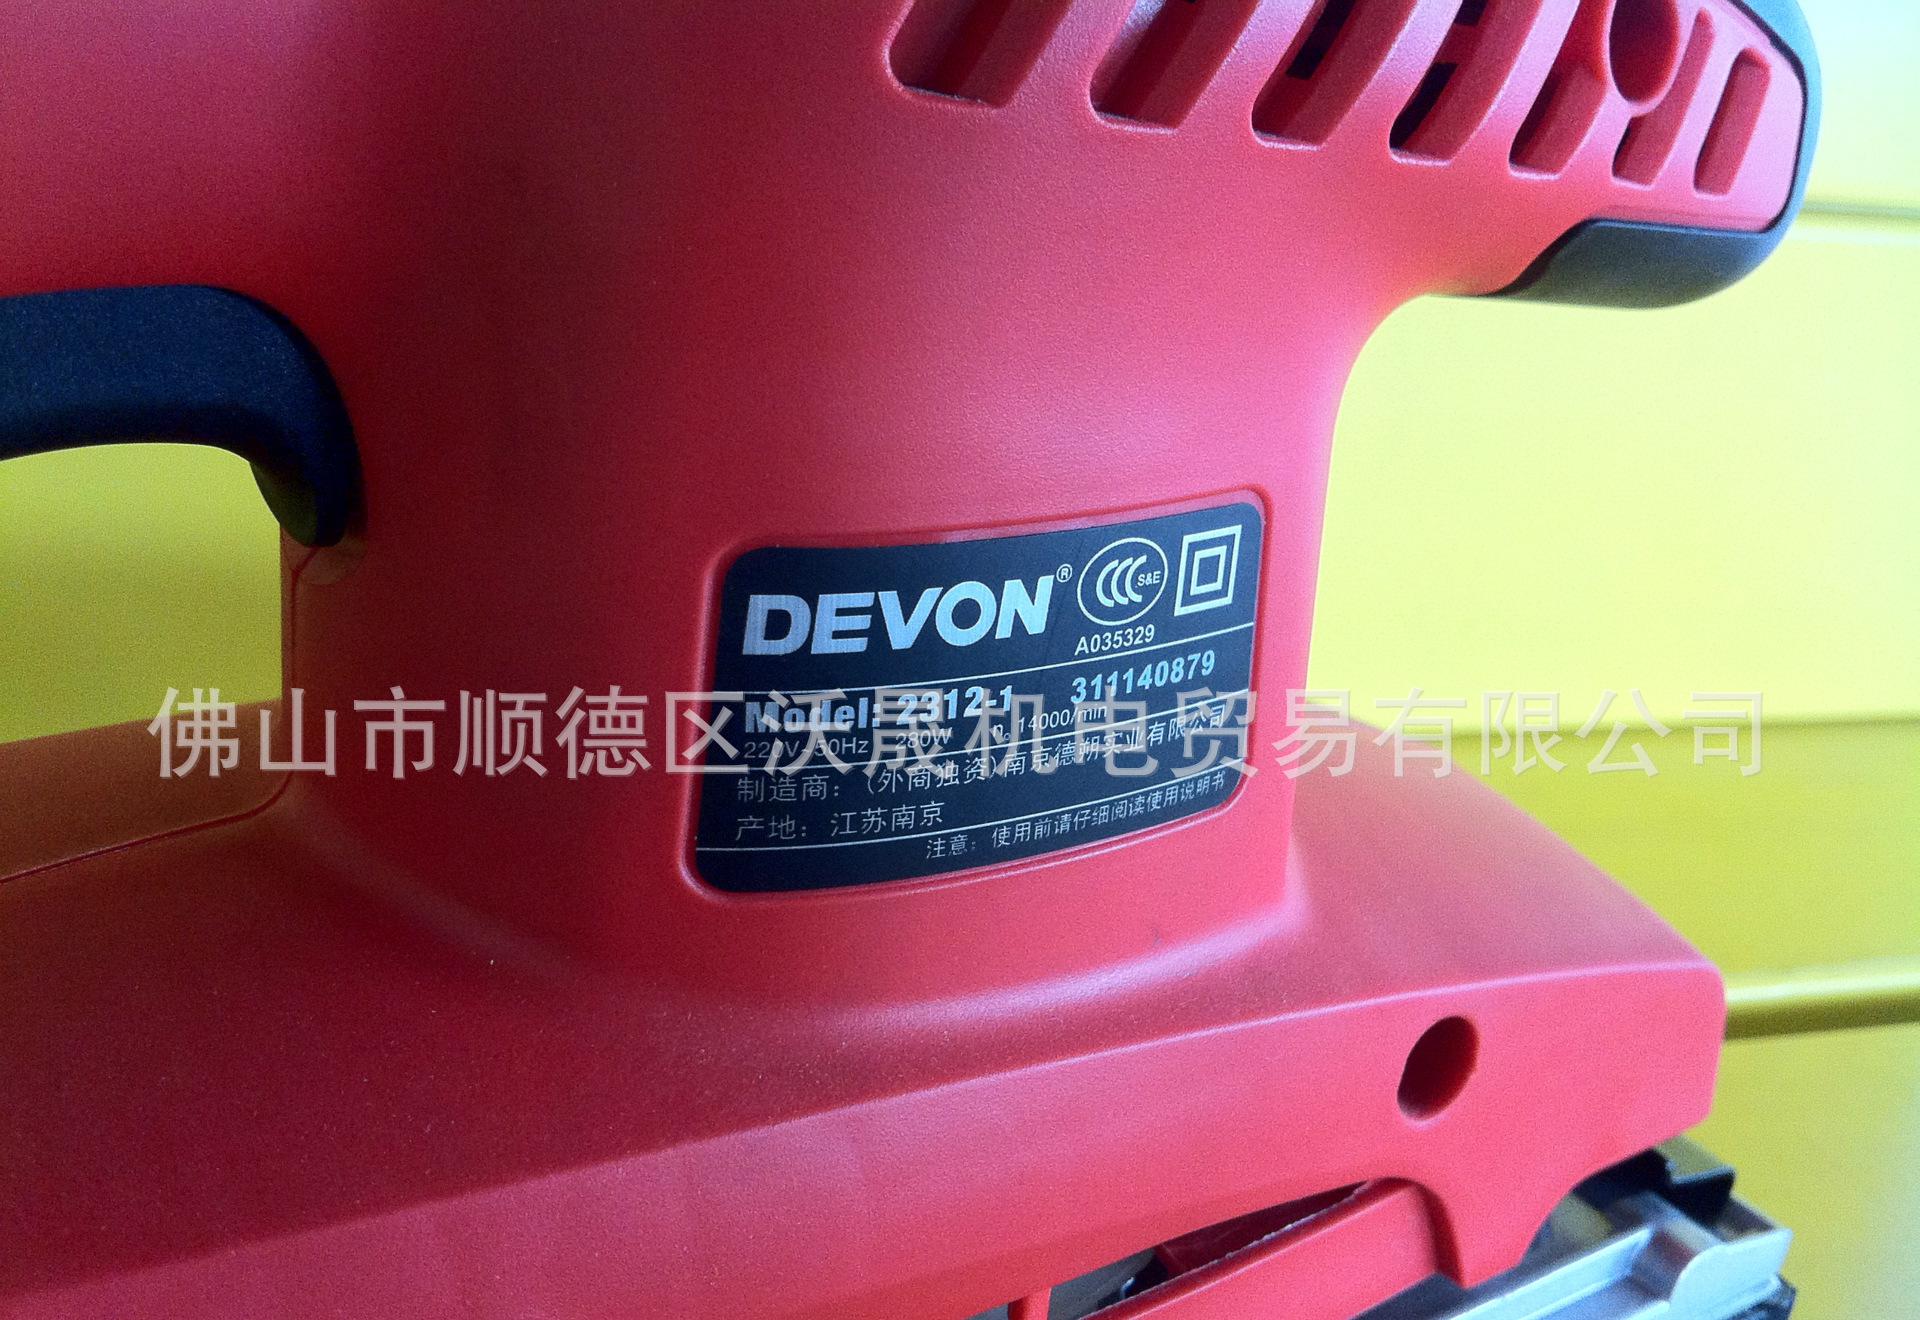 DEVON® CCC S&E
A035329
Model: 2312-1 311140879
220V~50Hz 280W n₀ 14000/min
制造商：(外商独资)南京德朔实业有限公司
产地：江苏南京
注意：使用前请仔细阅读使用说明书
佛山市顺德区沃晟机电贸易有限公司